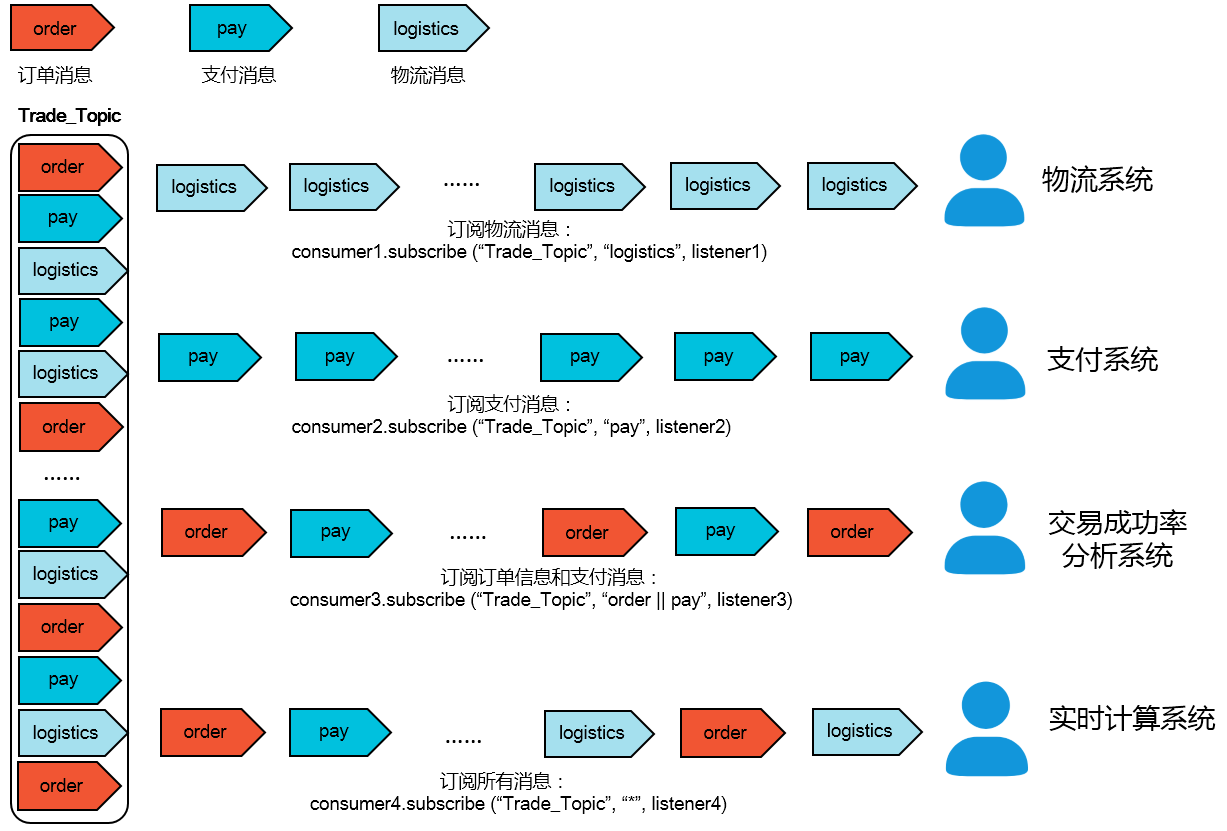 order
pay
logistics
订单消息
支付消息
物流消息
Trade_Topic
order
pay
logistics
pay
logistics
order
······
pay
logistics
order
pay
logistics
order
logistics
logistics
······
logistics
logistics
logistics
物流系统
订阅物流消息：
consumer1.subscribe (“Trade_Topic”, “logistics”, listener1)
pay
pay
······
pay
pay
pay
支付系统
订阅支付消息：
consumer2.subscribe (“Trade_Topic”, “pay”, listener2)
order
pay
······
order
pay
order
交易成功率
分析系统
订阅订单信息和支付消息：
consumer3.subscribe (“Trade_Topic”, “order || pay”, listener3)
order
pay
······
logistics
order
logistics
实时计算系统
订阅所有消息：
consumer4.subscribe (“Trade_Topic”, “*”, listener4)